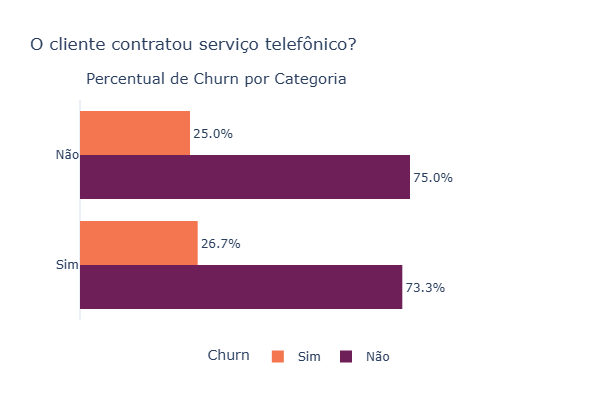 O cliente contratou serviço telefônico?
Percentual de Churn por Categoria
25.0%
Não
75.0%
26.7%
Sim
73.3%
Churn Sim Não